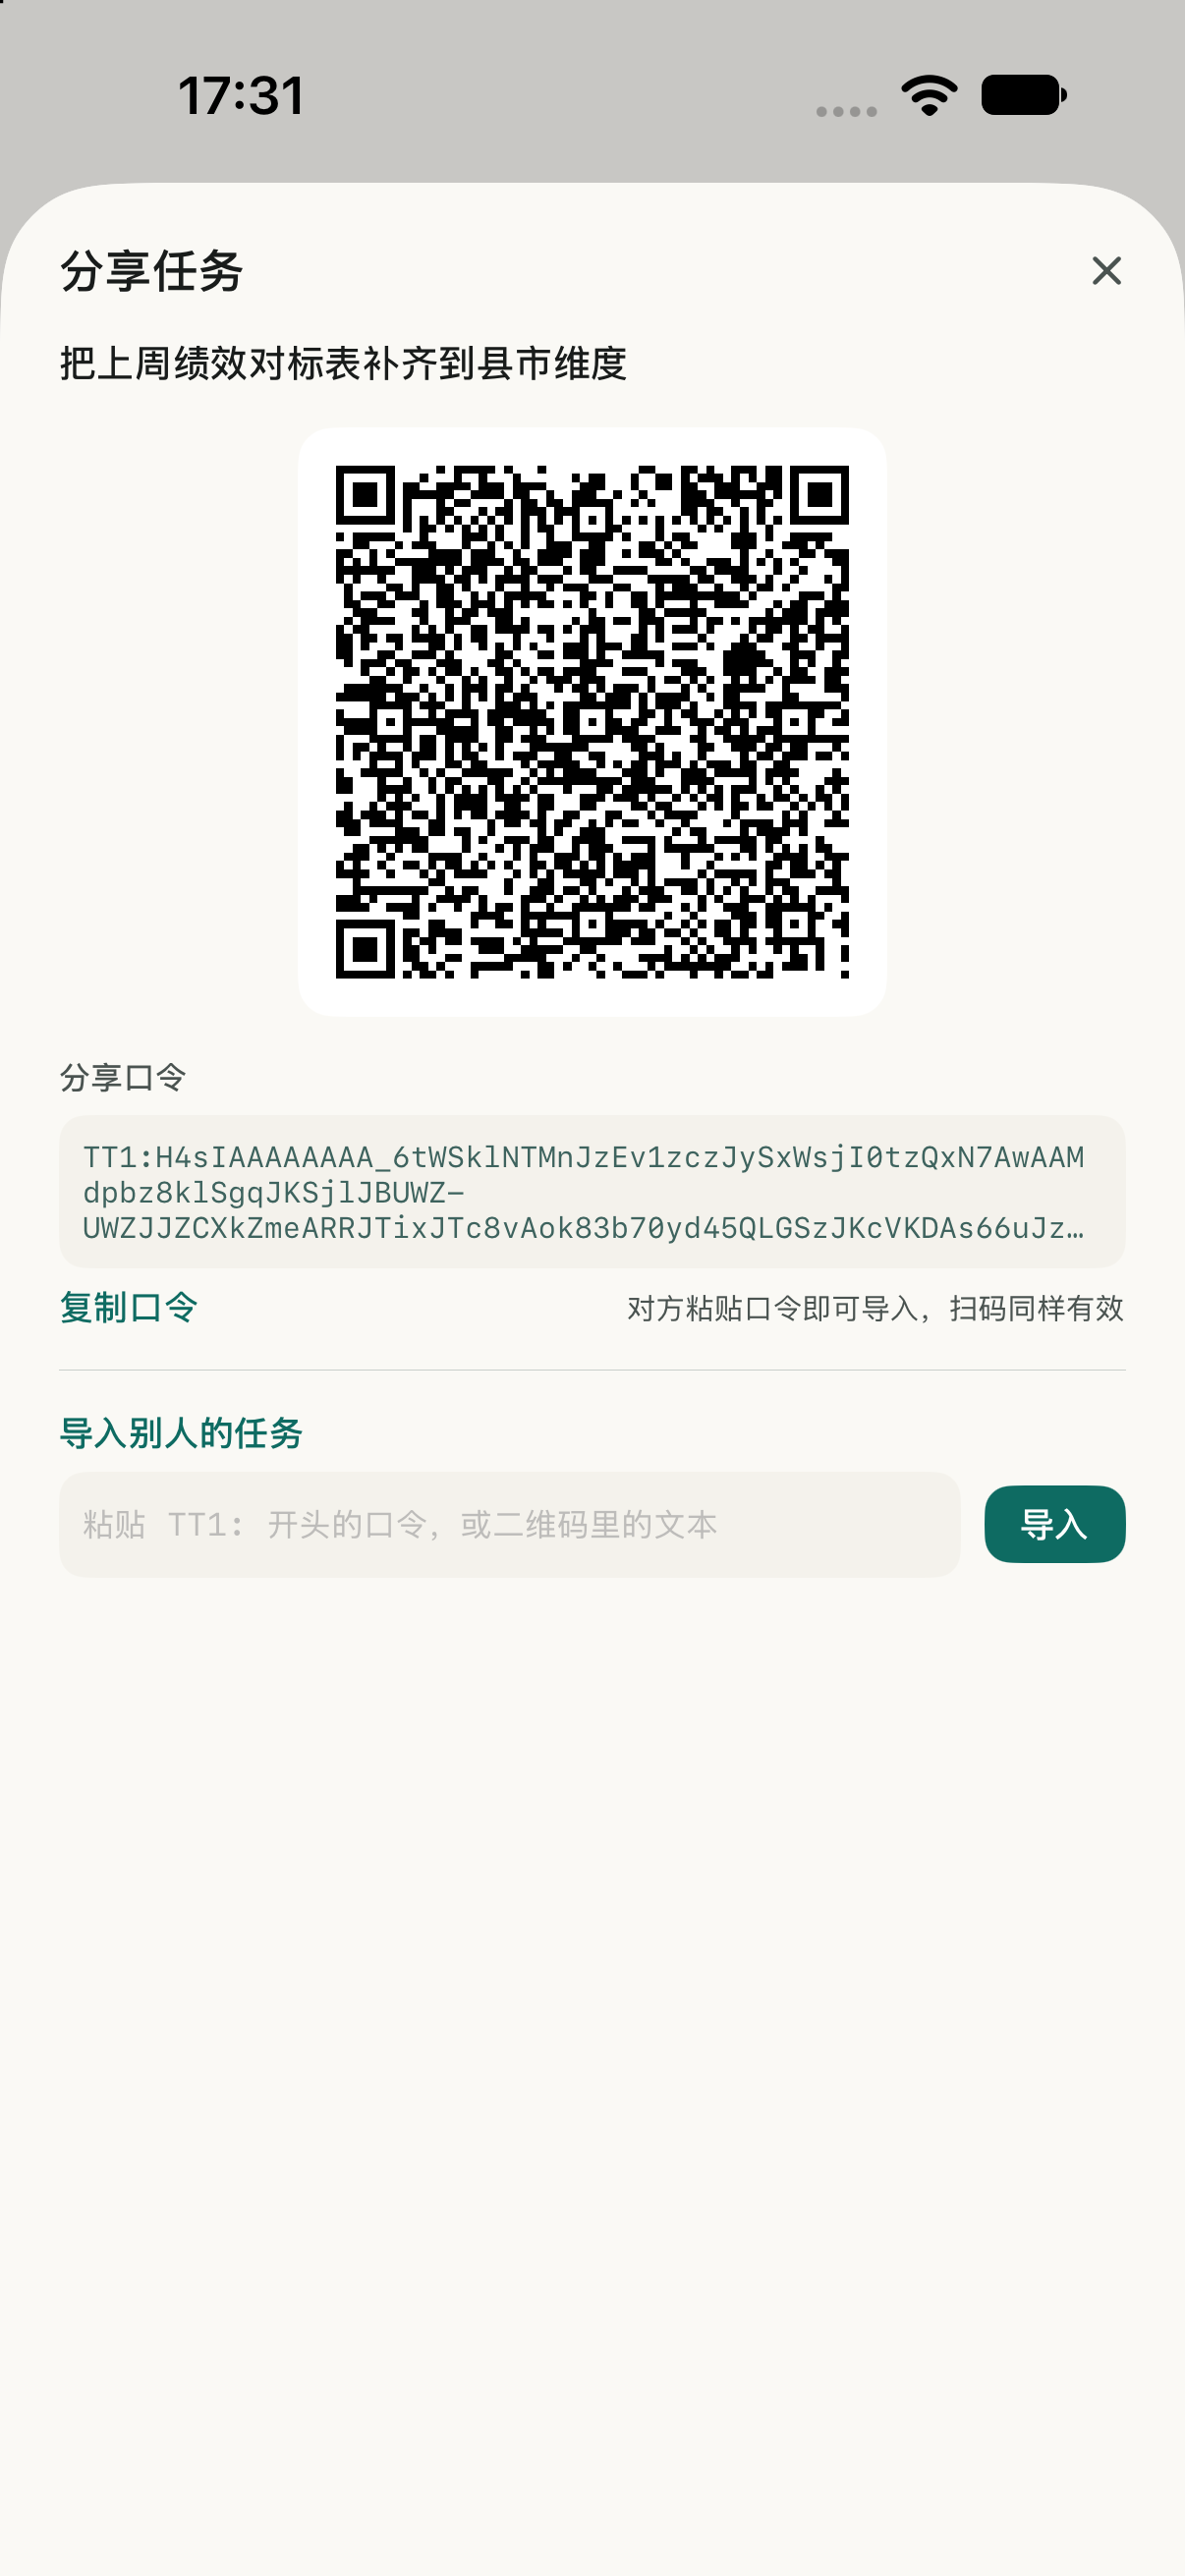 17:31
分享任务
把上周绩效对标表补齐到县市维度
分享口令
TT1:H4sIAAAAAAAA_6tWSklNTMnJzEv1zczJySxWsjI0tzQxN7AwAAM
dpbz8klSgqJKSjlJBUWZ-
UWZJJZCXkZmeARRJTixJTc8vAok83b70yd45QLGSzJKcVKDAs66uJz…
复制口令
对方粘贴口令即可导入，扫码同样有效
导入别人的任务
粘贴 TT1: 开头的口令，或二维码里的文本
导入